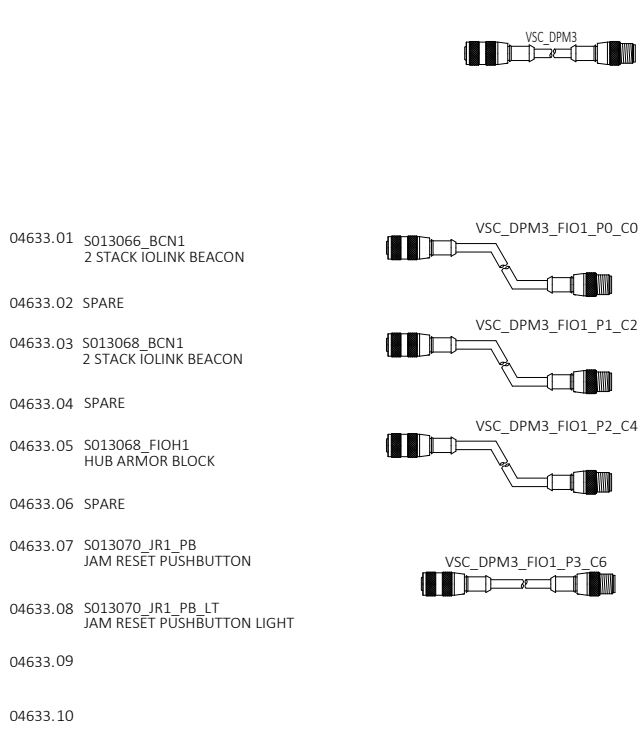 VSC_DPM3
04633.01 S013066_BCN1 VSC_DPM3_FIO1_P0_C0
2 STACK IOLINK BEACON
04633.02 SPARE
VSC_DPM3_FIO1_P1_C2
04633.03 S013068_BCN1
2 STACK IOLINK BEACON
04633.04 SPARE
VSC_DPM3_FIO1_P2_C4
04633.05 S013068_FIOH1
HUB ARMOR BLOCK
04633.06 SPARE
04633.07 S013070_JR1_PB
JAM RESET PUSHBUTTON VSC_DPM3_FIO1_P3_C6
04633.08 S013070_JR1_PB_LT
JAM RESET PUSHBUTTON LIGHT
04633.09
04633.10